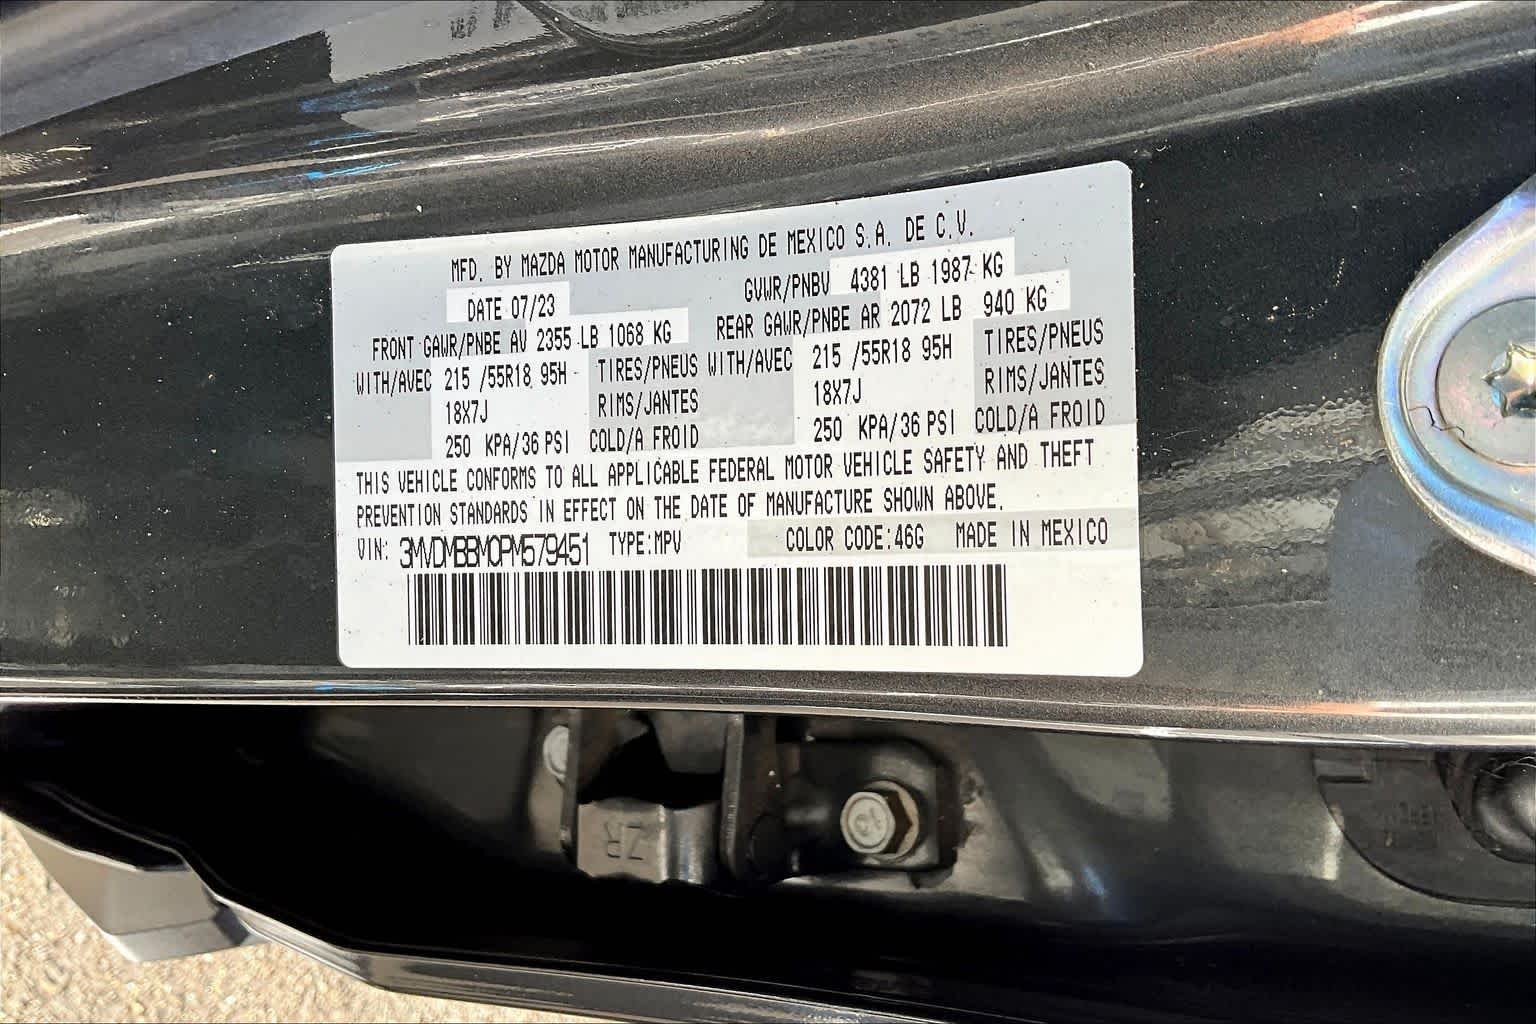 MFD. BY MAZDA MOTOR MANUFACTURING DE MEXICO S.A. DE C.V.
DATE 07/23 GVWR/PNBV 4381 LB 1987 KG
FRONT GAWR/PNBE AV 2355 LB 1068 KG REAR GAWR/PNBE AR 2072 LB 940 KG
WITH/AVEC 215 /55R18 95H TIRES/PNEUS WITH/AVEC 215 /55R18 95H TIRES/PNEUS
18X7J RIMS/JANTES 18X7J RIMS/JANTES
250 KPA/36 PSI COLD/A FROID 250 KPA/36 PSI COLD/A FROID
THIS VEHICLE CONFORMS TO ALL APPLICABLE FEDERAL MOTOR VEHICLE SAFETY AND THEFT
PREVENTION STANDARDS IN EFFECT ON THE DATE OF MANUFACTURE SHOWN ABOVE.
VIN: 3MVDMBBM0PM579451 TYPE:MPV COLOR CODE:46G MADE IN MEXICO
ZR